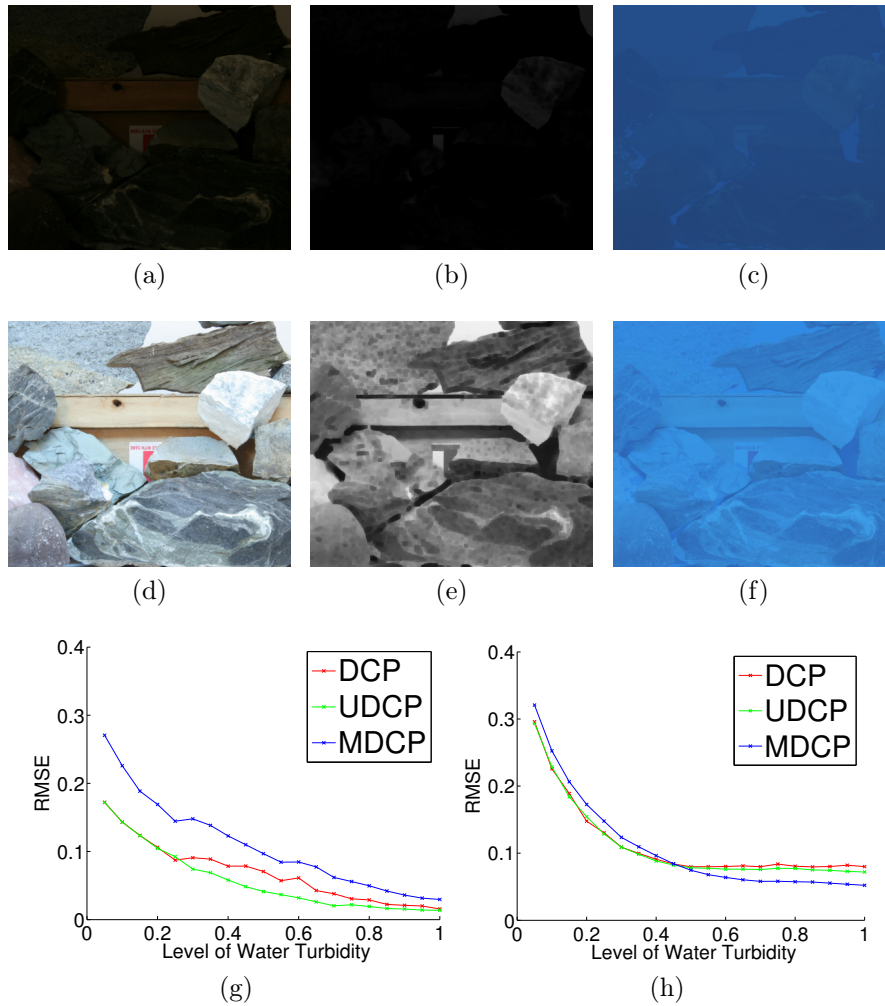 (a)
(b)
(c)
(d)
(e)
(f)
0.4
0.3
0.2
0.1
0
RMSE
DCP
UDCP
MDCP
0
0.2
0.4
0.6
0.8
1
Level of Water Turbidity
(g)
0.4
0.3
0.2
0.1
0
RMSE
DCP
UDCP
MDCP
0
0.2
0.4
0.6
0.8
1
Level of Water Turbidity
(h)